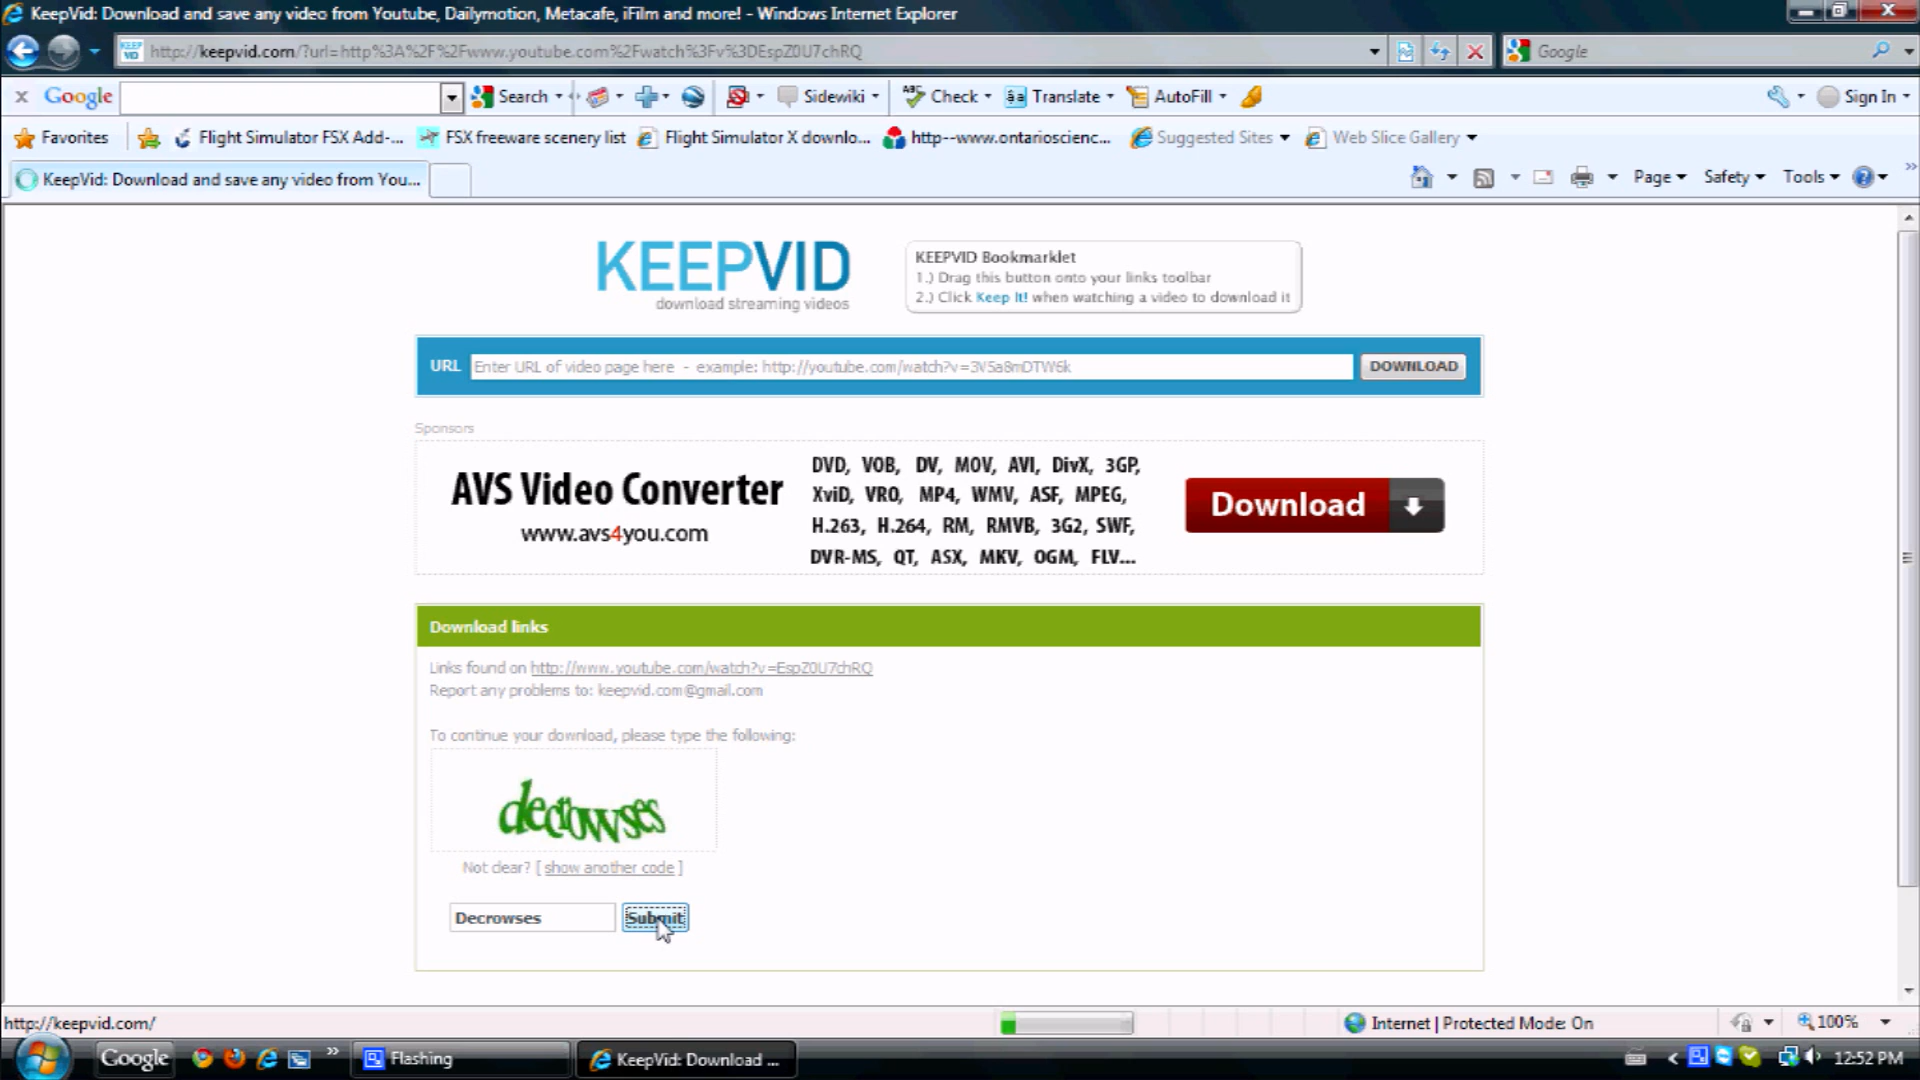 KeepVid: Download and save any video from Youtube, Dailymotion, Metacafe, iFilm and more! - Windows Internet Explorer
KEEP VID http://keepvid.com/?url=http%3A%2F%2Fwww.youtube.com%2Fwatch%3Fv%3DEspZ0U7chRQ Google
x Google Search Sidewiki Check Translate AutoFill Sign In
Favorites Flight Simulator FSX Add-... FSX freeware scenery list Flight Simulator X downlo... http--www.ontarioscienc... Suggested Sites Web Slice Gallery
KeepVid: Download and save any video from You... Page Safety Tools
KEEPVID
download streaming videos
KEEPVID Bookmarklet
1.) Drag this button onto your links toolbar
2.) Click Keep It! when watching a video to download it
URL Enter URL of video page here - example: http://youtube.com/watch?v=3V5a8mDTW6k DOWNLOAD
Sponsors
AVS Video Converter
www.avs4you.com
DVD, VOB, DV, MOV, AVI, DivX, 3GP,
XviD, VRO, MP4, WMV, ASF, MPEG,
H.263, H.264, RM, RMVB, 3G2, SWF,
DVR-MS, QT, ASX, MKV, OGM, FLV...
Download
Download links
Links found on http://www.youtube.com/watch?v=EspZ0U7chRQ
Report any problems to: keepvid.com@gmail.com
To continue your download, please type the following:
decrowses
Not clear? [ show another code ]
Decrowses Submit
http://keepvid.com/ Internet | Protected Mode: On 100%
Google Flashing KeepVid: Download ... 12:52 PM